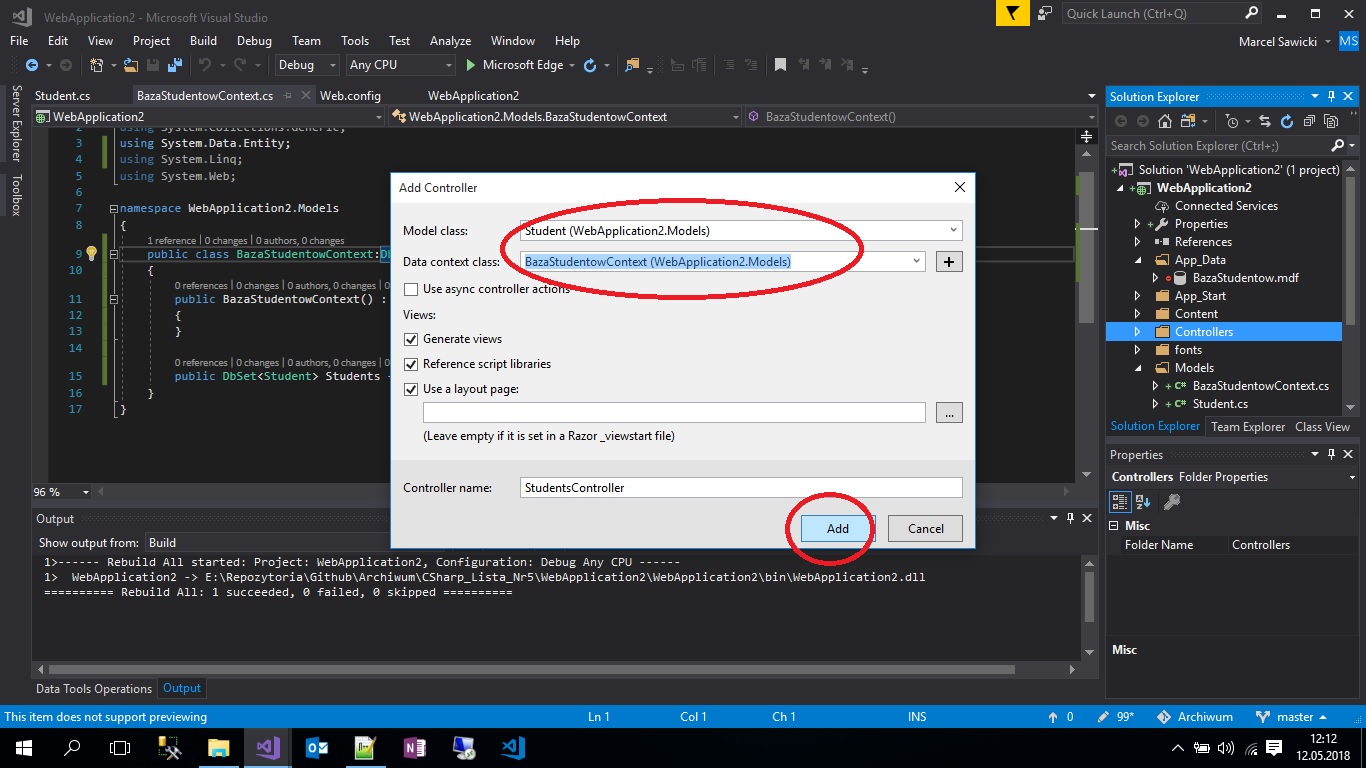 WebApplication2 - Microsoft Visual Studio
Quick Launch (Ctrl+Q)
File Edit View Project Build Debug Team Tools Test Analyze Window Help
Marcel Sawicki MS
Debug Any CPU Microsoft Edge
Server Explorer
Toolbox
Student.cs BazaStudentowContext.cs Web.config WebApplication2
WebApplication2 WebApplication2.Models.BazaStudentowContext BazaStudentowContext()
2 using System.Collections.Generic;
3 using System.Data.Entity;
4 using System.Linq;
5 using System.Web;
6
7 namespace WebApplication2.Models
8 {
1 reference | 0 changes | 0 authors, 0 changes
9 public class BazaStudentowContext:
10 {
0 references | 0 changes | 0 authors, 0 changes
11 public BazaStudentowContext() :
12 {
13 }
14
0 references | 0 changes | 0 authors, 0 changes
15 public DbSet<Student> Students
16 }
17 }
96 %
Add Controller
Model class: Student (WebApplication2.Models)
Data context class: BazaStudentowContext (WebApplication2.Models)
Use async controller actions
Views:
Generate views
Reference script libraries
Use a layout page:
...
(Leave empty if it is set in a Razor _viewstart file)
Controller name: StudentsController
Add Cancel
Solution Explorer
Search Solution Explorer (Ctrl+;)
Solution 'WebApplication2' (1 project)
WebApplication2
Connected Services
Properties
References
App_Data
BazaStudentow.mdf
App_Start
Content
Controllers
fonts
Models
BazaStudentowContext.cs
Student.cs
Solution Explorer Team Explorer Class View
Properties
Controllers Folder Properties
Misc
Folder Name Controllers
Misc
Output
Show output from: Build
1>------ Rebuild All started: Project: WebApplication2, Configuration: Debug Any CPU ------
1> WebApplication2 -> E:\Repozytoria\Github\Archiwum\CSharp_Lista_Nr5\WebApplication2\WebApplication2\bin\WebApplication2.dll
========== Rebuild All: 1 succeeded, 0 failed, 0 skipped ==========
Data Tools Operations Output
This item does not support previewing Ln 1 Col 1 Ch 1 INS 0 99* Archiwum master
12:12
12.05.2018